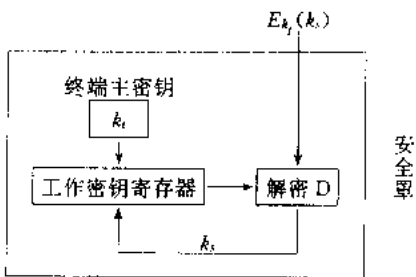 E_{k_t}(k_s)
终端主密钥
k_t
工作密钥寄存器
解密 D
k_s
安全罩